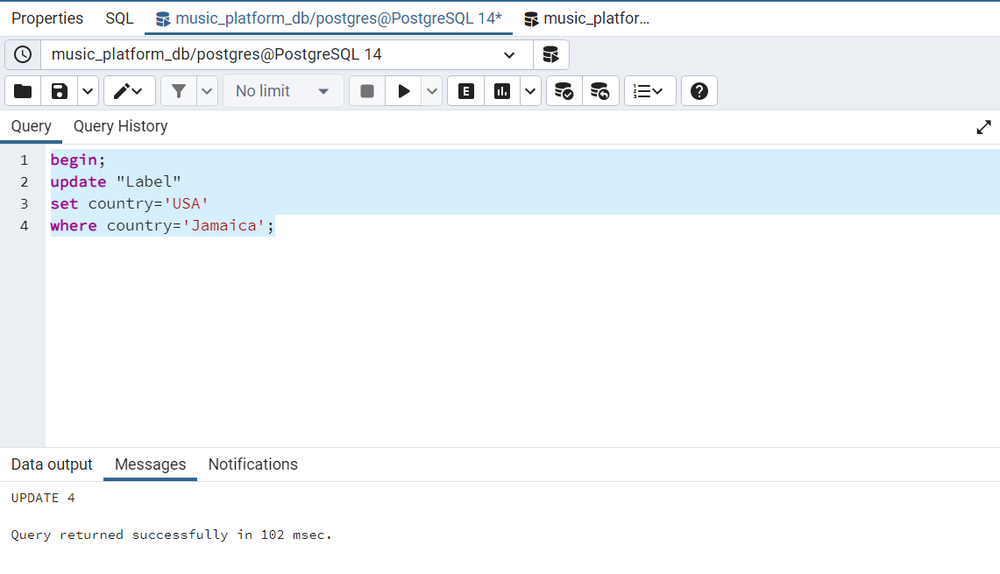 Properties SQL music_platform_db/postgres@PostgreSQL 14* music_platfor...
music_platform_db/postgres@PostgreSQL 14
No limit E
Query Query History
1 begin;
2 update "Label"
3 set country='USA'
4 where country='Jamaica';
Data output Messages Notifications
UPDATE 4
Query returned successfully in 102 msec.